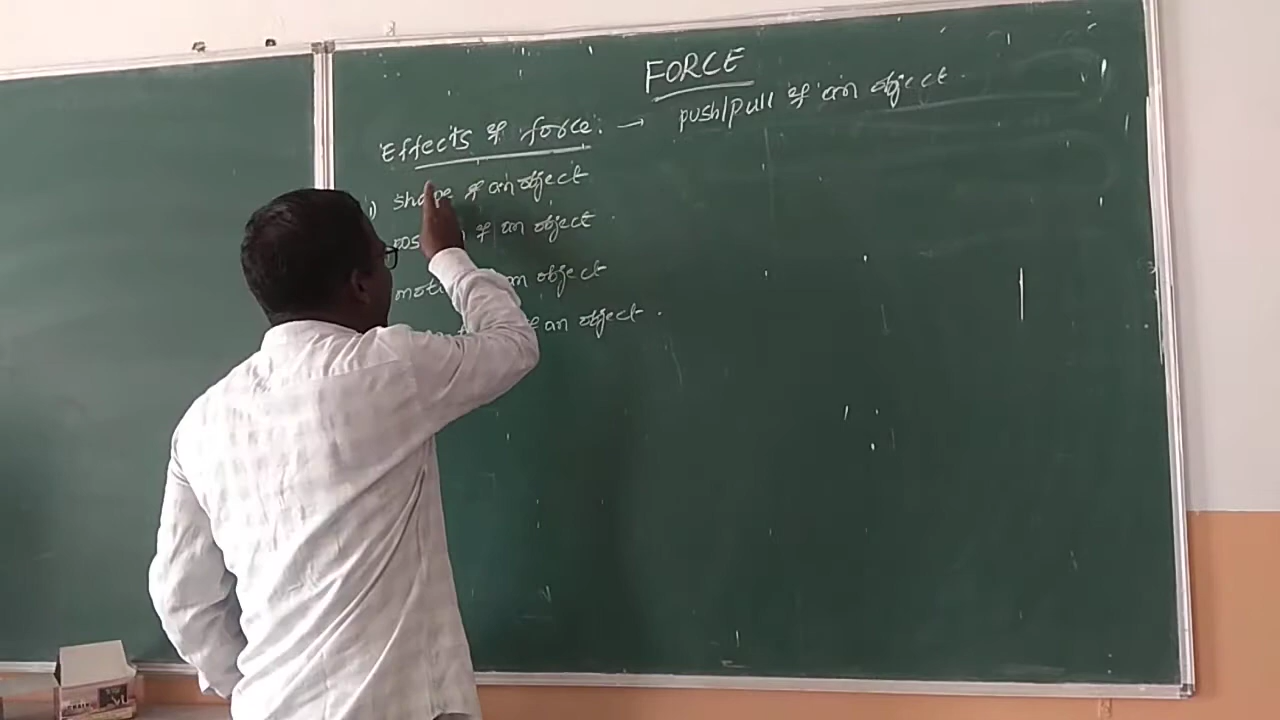 FORCE
push/pull of an object.
Effects of force. →
1) shape of an object
of an object.
an object
an object.